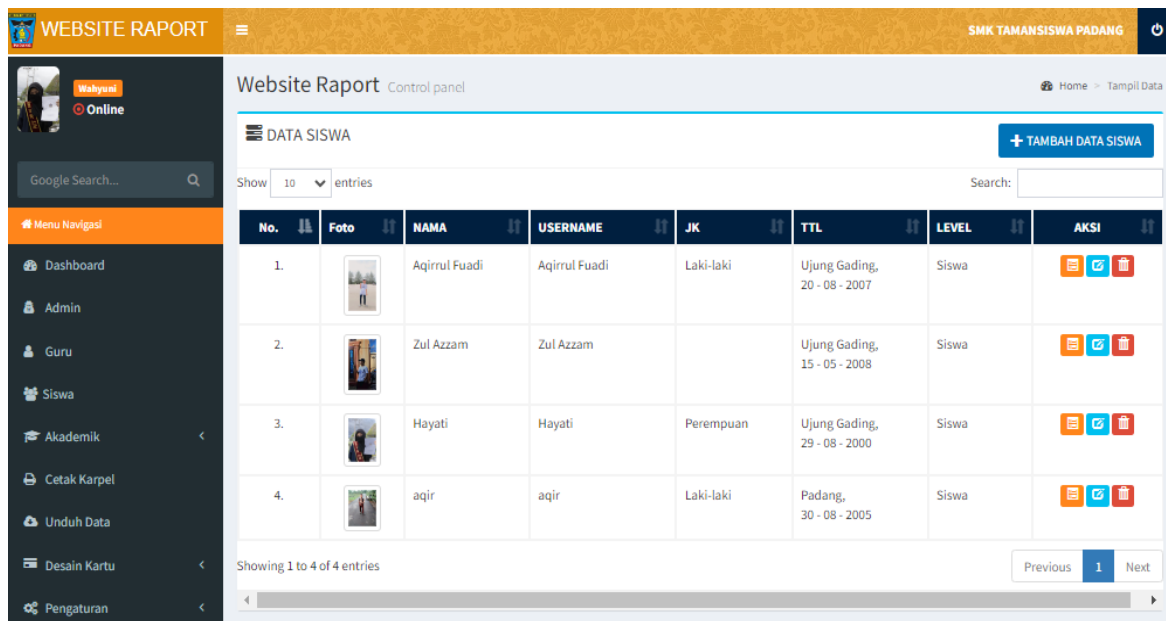 WEBSITE RAPORT
SMK TAMANSISWA PADANG
Wahyuni
Online
Google Search...
Menu Navigasi
Dashboard
Admin
Guru
Siswa
Akademik
Cetak Karpel
Unduh Data
Desain Kartu
Pengaturan
Website Raport Control panel
Home > Tampil Data
DATA SISWA
TAMBAH DATA SISWA
Show 10 entries
Search:
No. Foto NAMA USERNAME JK TTL LEVEL AKSI
1. Aqirrul Fuadi Aqirrul Fuadi Laki-laki Ujung Gading, Siswa
20 - 08 - 2007
2. Zul Azzam Zul Azzam Ujung Gading, Siswa
15 - 05 - 2008
3. Hayati Hayati Perempuan Ujung Gading, Siswa
29 - 08 - 2000
4. aqir aqir Laki-laki Padang, Siswa
30 - 08 - 2005
Showing 1 to 4 of 4 entries
Previous 1 Next